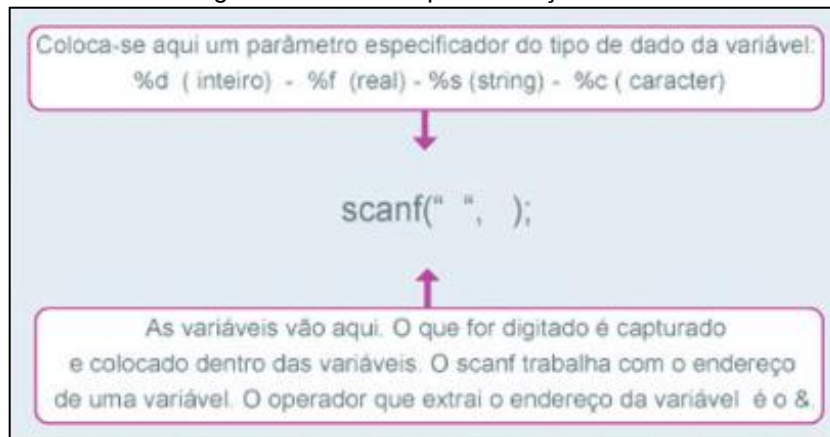 Coloca-se aqui um parâmetro especificador do tipo de dado da variável:
%d ( inteiro) - %f (real) - %s (string) - %c ( caracter)
scanf(“ “, );
As variáveis vão aqui. O que for digitado é capturado
e colocado dentro das variáveis. O scanf trabalha com o endereço
de uma variável. O operador que extrai o endereço da variável é o &.